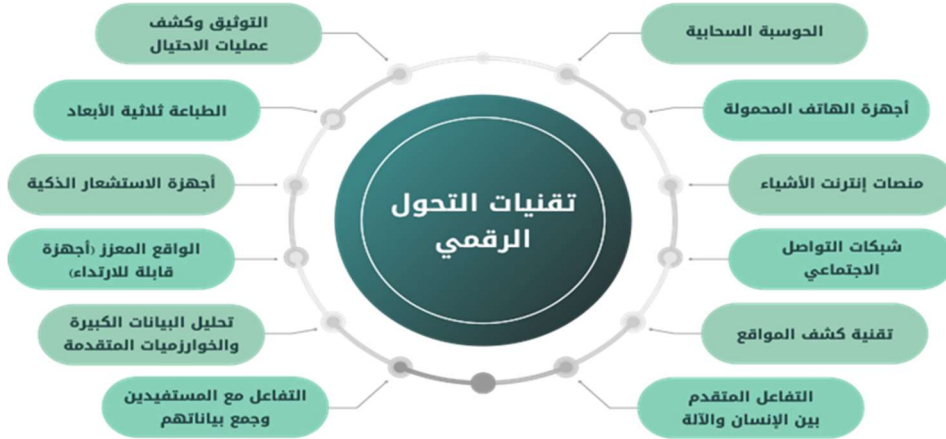 تقنيات التحول
الرقمي
الحوسبة السحابية
أجهزة الهاتف المحمولة
منصات إنترنت الأشياء
شبكات التواصل
الاجتماعي
تقنية كشف المواقع
التفاعل المتقدم
بين الإنسان والآلة
التوثيق وكشف
عمليات الاحتيال
الطباعة ثلاثية الأبعاد
أجهزة الاستشعار الذكية
الواقع المعزز (أجهزة
قابلة للارتداء)
تحليل البيانات الكبيرة
والخوارزميات المتقدمة
التفاعل مع المستفيدين
وجمع بياناتهم